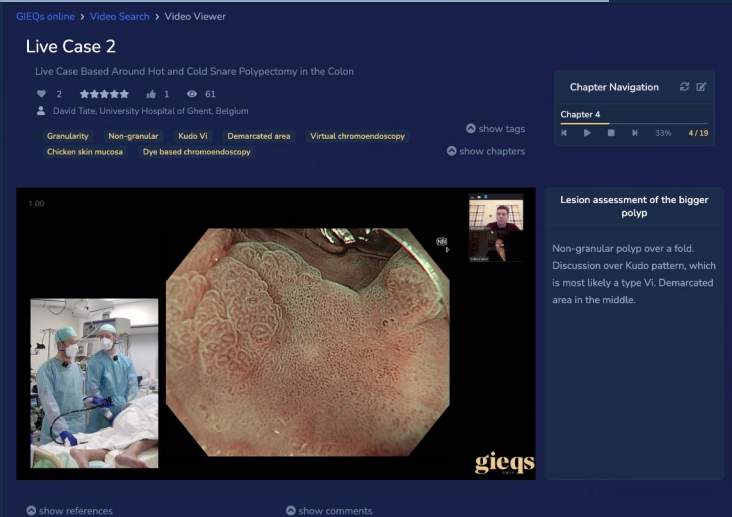 GIEQs online > Video Search > Video Viewer
Live Case 2
Live Case Based Around Hot and Cold Snare Polypectomy in the Colon
2 1 61
David Tate, University Hospital of Ghent, Belgium
Granularity Non-granular Kudo Vi Demarcated area Virtual chromoendoscopy
Chicken skin mucosa Dye based chromoendoscopy
show tags
show chapters
Chapter Navigation
Chapter 4
33% 4 / 19
1.00
NBI
gieqs
Lesion assessment of the bigger
polyp
Non-granular polyp over a fold.
Discussion over Kudo pattern, which
is most likely a type Vi. Demarcated
area in the middle.
show references
show comments